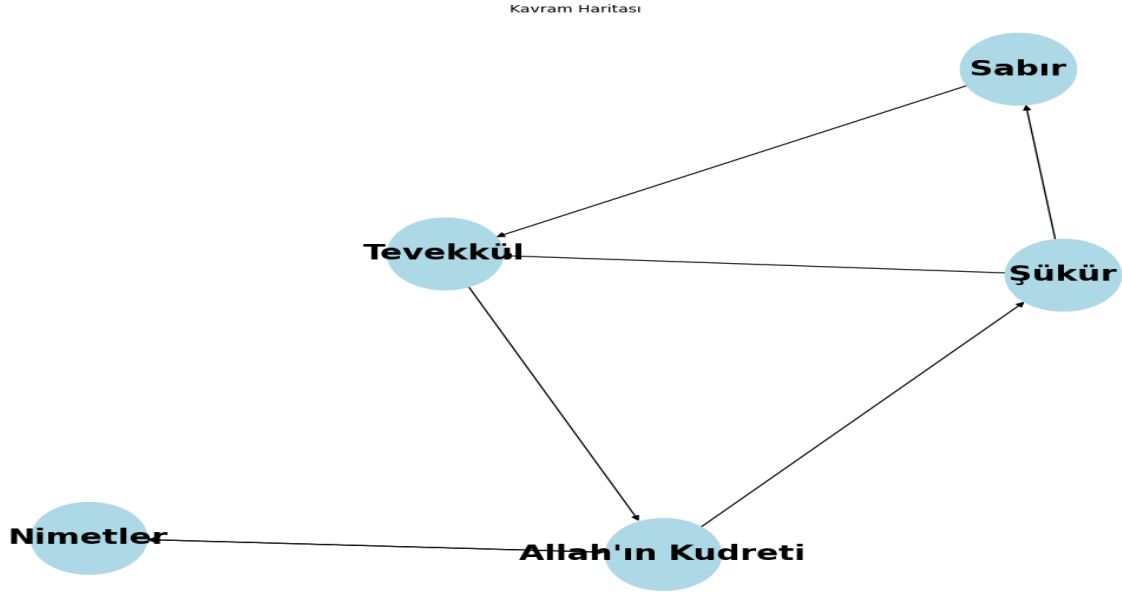 Kavram Haritası
Sabır
Tevekkül
Şükür
Nimetler
Allah'ın Kudreti